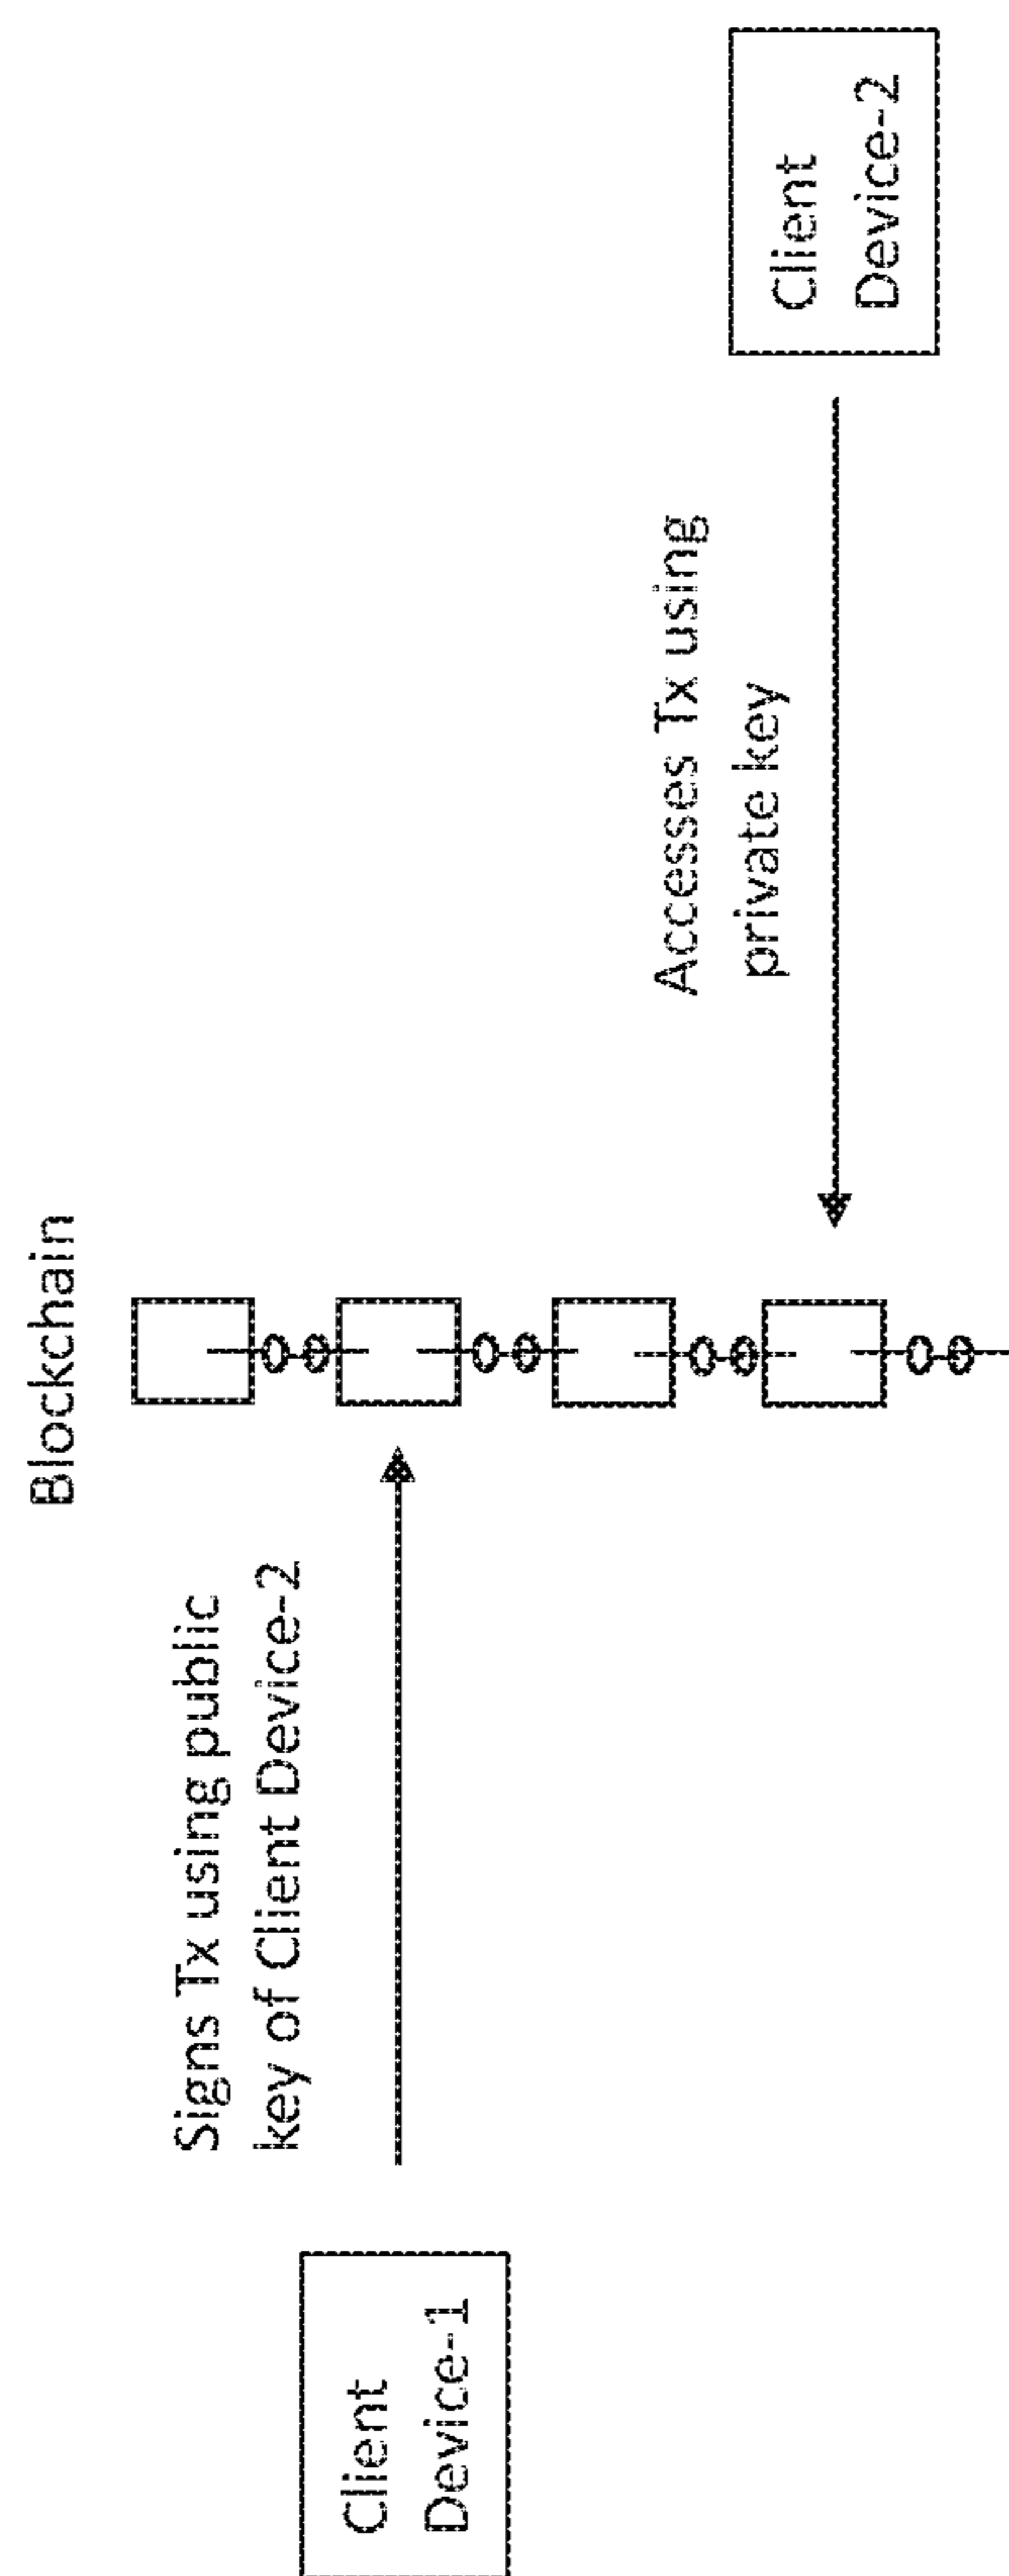 Blockchain
Signs Tx using public
key of Client Device-2
Client
Device-1
Accesses Tx using
private key
Client
Device-2